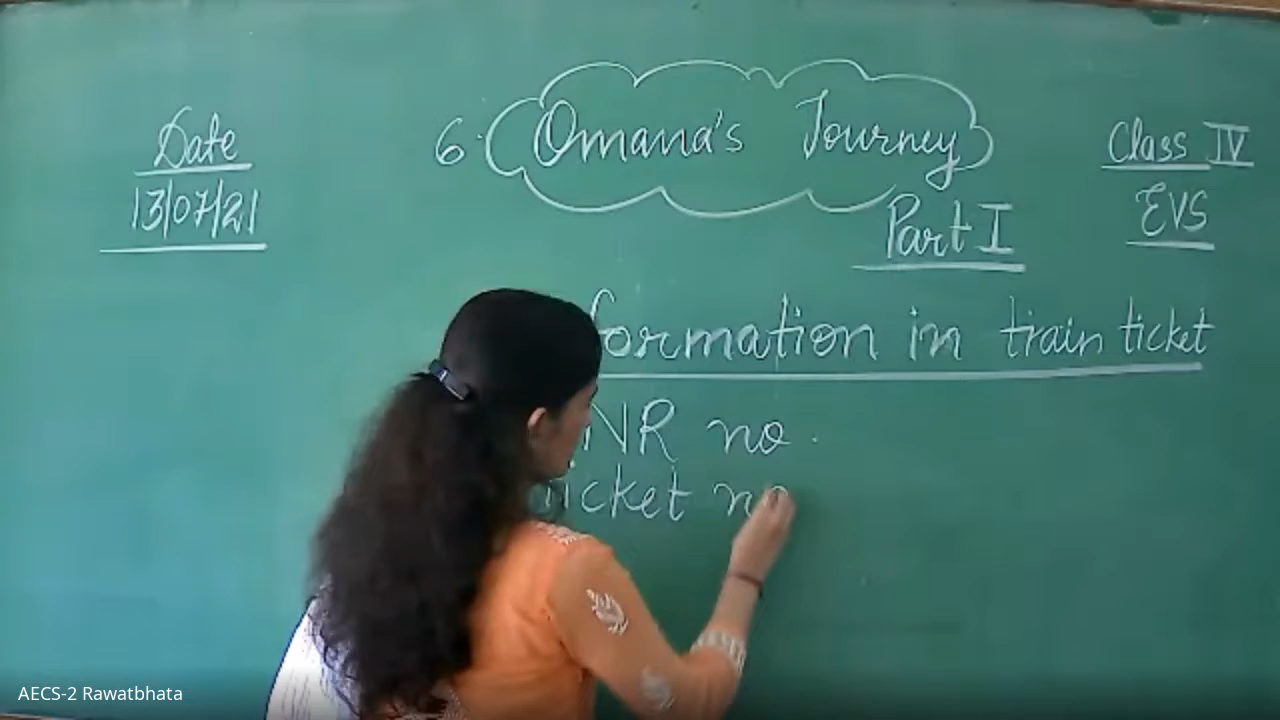 Date
13/07/21
6. Omana's Journey
Part I
Class IV
EVS
formation in train ticket
NR no.
icket no
AECS-2 Rawatbhata